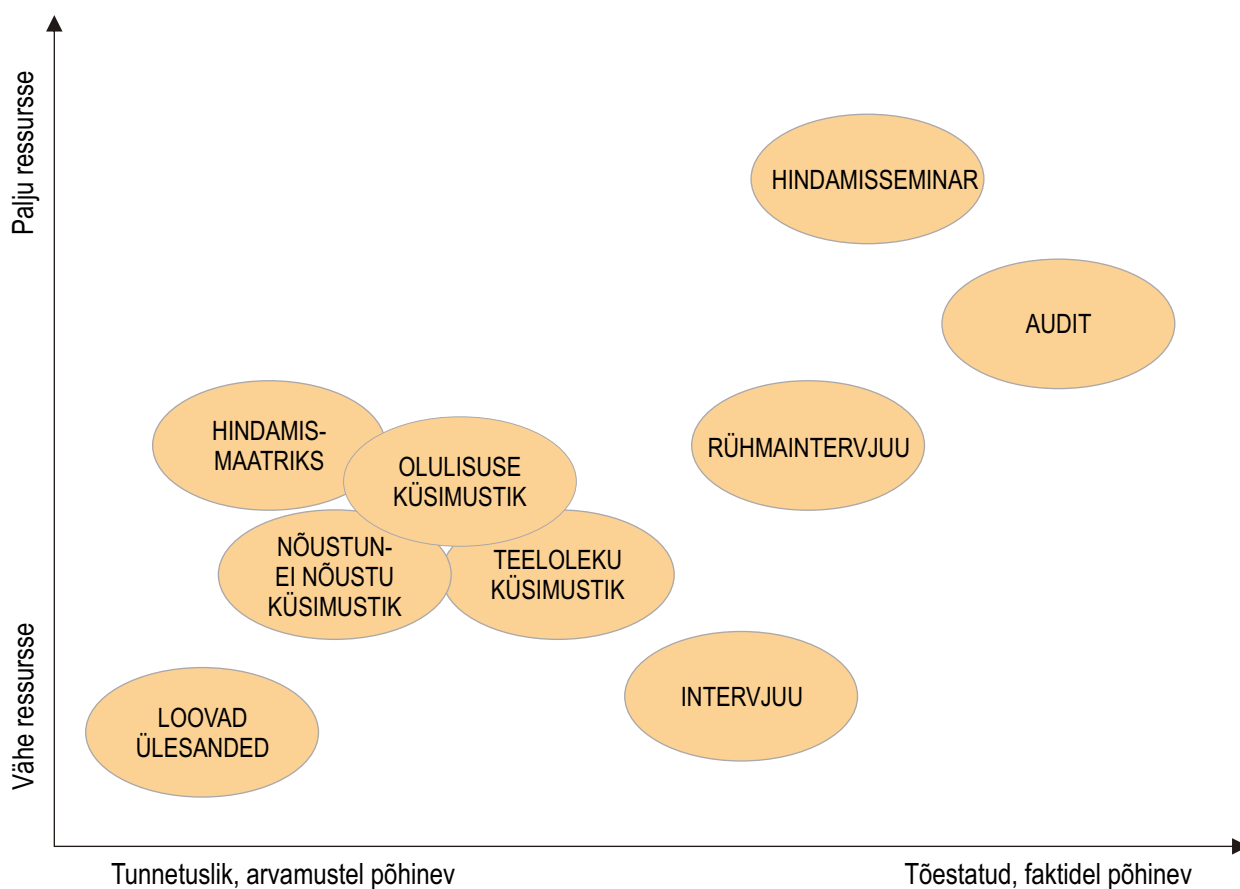 Palju ressursse
HINDAMISSEMINAR
AUDIT
HINDAMIS-
MAATRIKS
OLULISUSE
KÜSIMUSTIK
RÜHMAINTERVJUU
NÕUSTUN-
EI NÕUSTU
KÜSIMUSTIK
TEELOLEKU
KÜSIMUSTIK
INTERVJUU
LOOVAD
ÜLESANDED
Vähe ressursse
Tunnetuslik, arvamustel põhinev
Tõestatud, faktidel põhinev